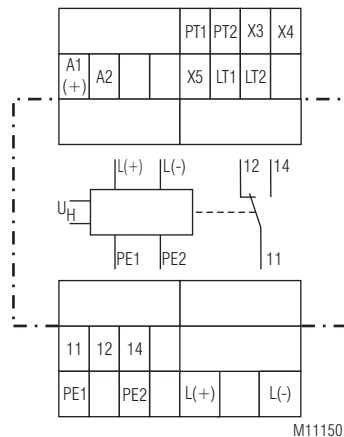 PT1 PT2 X3 X4
A1 (+) A2 X5 LT1 LT2
L(+) L(-) 12 14
UH
PE1 PE2 11
11 12 14
PE1 PE2 L(+) L(-)
M11150